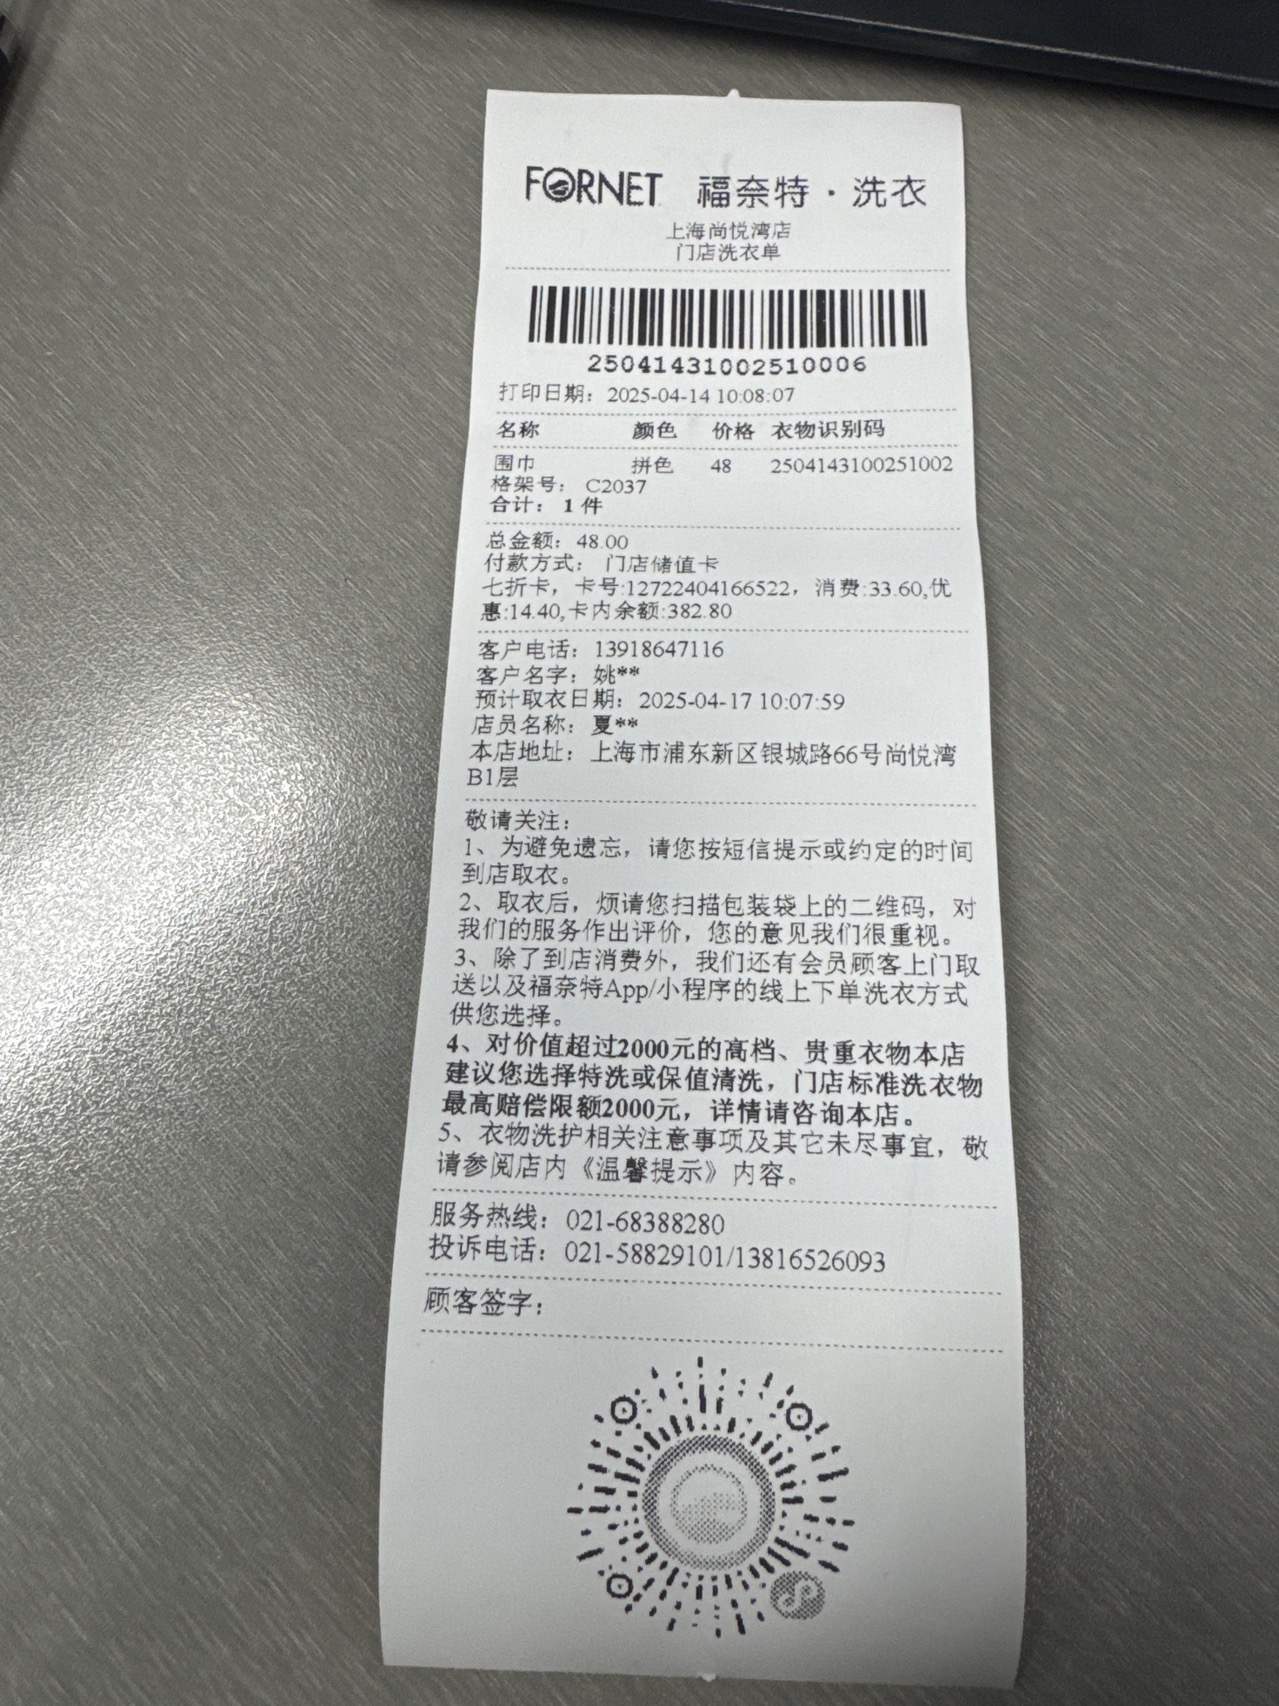 FORNET 福奈特·洗衣
上海尚悦湾店
门店洗衣单
25041431002510006
打印日期：2025-04-14 10:08:07
名称 颜色 价格 衣物识别码
围巾 拼色 48 2504143100251002
格架号： C2037
合计： 1 件
总金额：48.00
付款方式： 门店储值卡
七折卡，卡号:12722404166522，消费:33.60,优
惠:14.40,卡内余额:382.80
客户电话：13918647116
客户名字：姚**
预计取衣日期：2025-04-17 10:07:59
店员名称：夏**
本店地址：上海市浦东新区银城路66号尚悦湾
B1层
敬请关注：
1、为避免遗忘，请您按短信提示或约定的时间
到店取衣。
2、取衣后，烦请您扫描包装袋上的二维码，对
我们的服务作出评价，您的意见我们很重视。
3、除了到店消费外，我们还有会员顾客上门取
送以及福奈特App/小程序的线上下单洗衣方式
供您选择。
4、对价值超过2000元的高档、贵重衣物本店
建议您选择特洗或保值清洗，门店标准洗衣物
最高赔偿限额2000元，详情请咨询本店。
5、衣物洗护相关注意事项及其它未尽事宜，敬
请参阅店内《温馨提示》内容。
服务热线：021-68388280
投诉电话：021-58829101/13816526093
顾客签字：